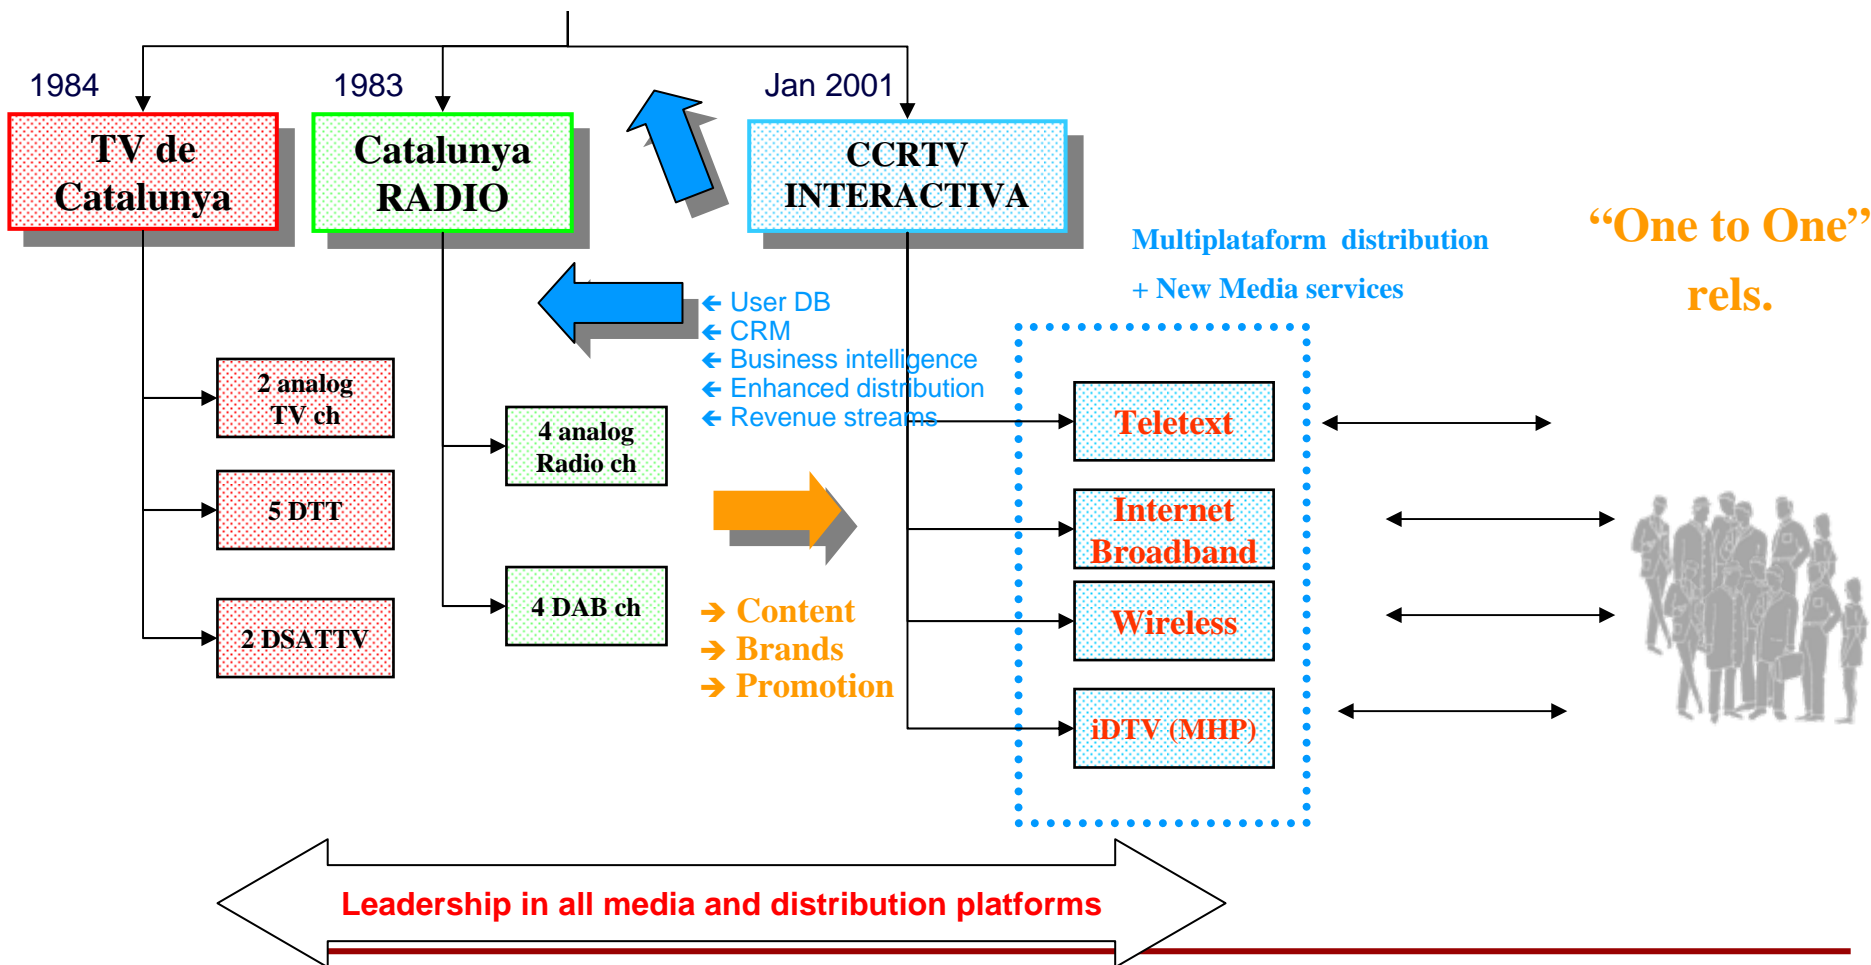 1984
1983
Jan 2001
TV de
Catalunya
Catalunya
RADIO
CCRTV
INTERACTIVA
“One to One”
rels.
Multiplataform distribution
+ New Media services
← User DB
← CRM
← Business intelligence
← Enhanced distribution
← Revenue streams
2 analog
TV ch
5 DTT
2 DSATTV
4 analog
Radio ch
4 DAB ch
→ Content
→ Brands
→ Promotion
Teletext
Internet
Broadband
Wireless
iDTV (MHP)
Leadership in all media and distribution platforms